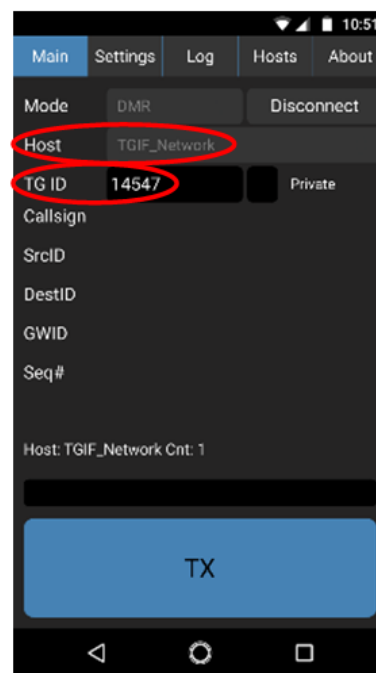 10:51
Main Settings Log Hosts About
Mode DMR Disconnect
Host TGIF_Network
TG ID 14547 Private
Callsign
SrcID
DestID
GWID
Seq#
Host: TGIF_Network Cnt: 1
TX